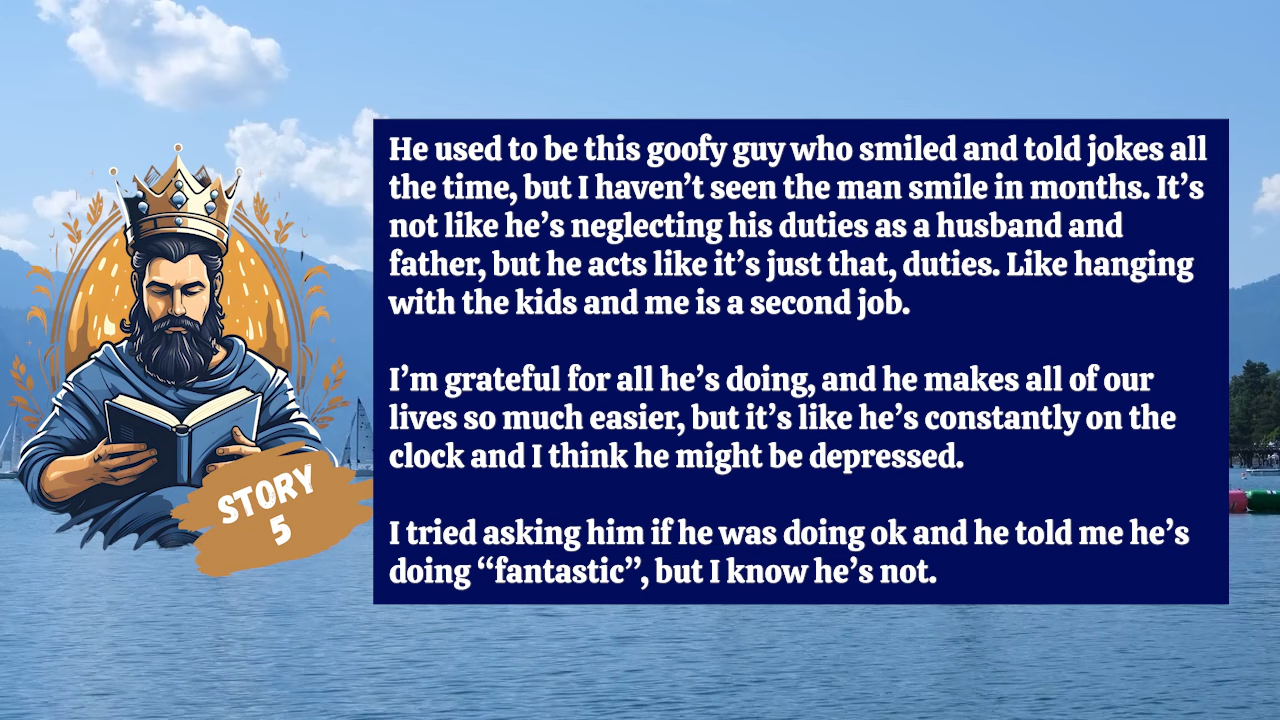 He used to be this goofy guy who smiled and told jokes all
the time, but I haven’t seen the man smile in months. It’s
not like he’s neglecting his duties as a husband and
father, but he acts like it’s just that, duties. Like hanging
with the kids and me is a second job.
I’m grateful for all he’s doing, and he makes all of our
lives so much easier, but it’s like he’s constantly on the
clock and I think he might be depressed.
I tried asking him if he was doing ok and he told me he’s
doing “fantastic”, but I know he’s not.
STORY
5